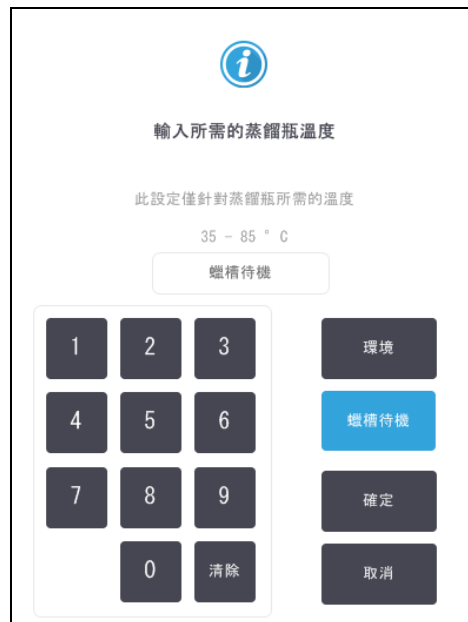 i
輸入所需的蒸餾瓶溫度
此設定僅針對蒸餾瓶所需的溫度
35 - 85 ° C
蠟槽待機
1 2 3 環境
4 5 6 蠟槽待機
7 8 9 確定
0 清除 取消